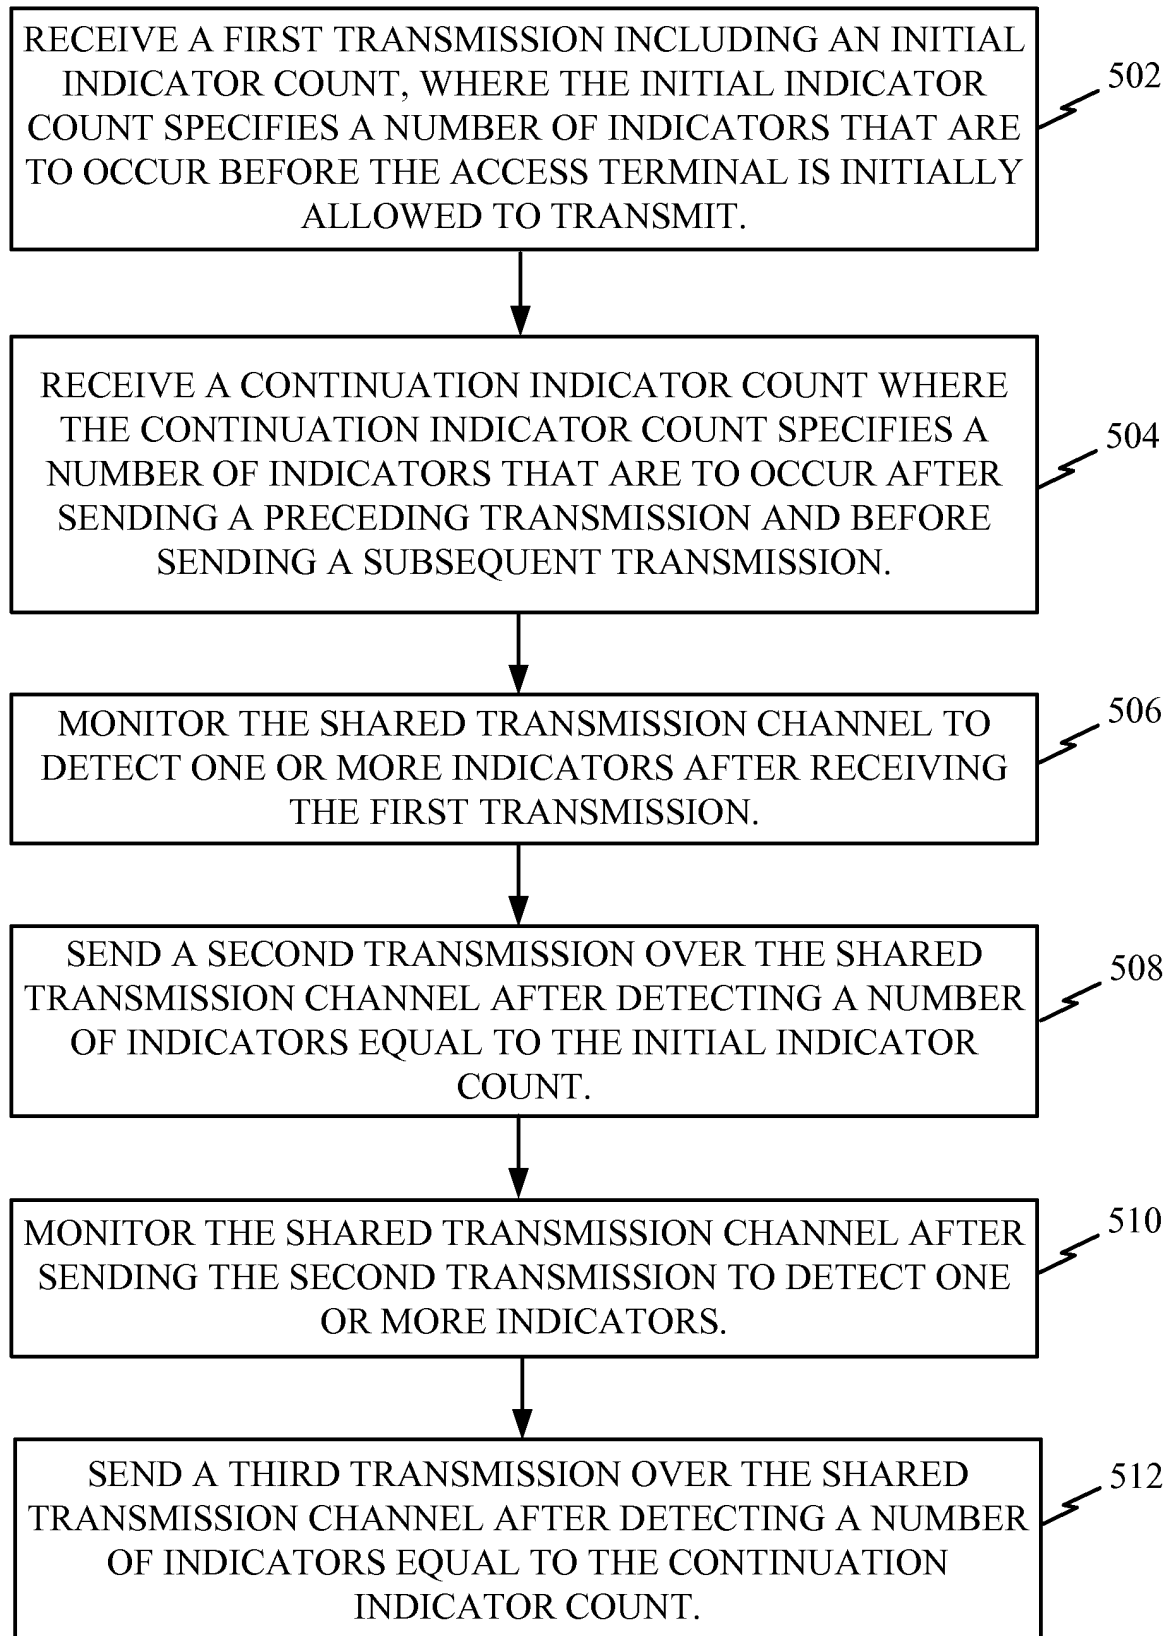 RECEIVE A FIRST TRANSMISSION INCLUDING AN INITIAL
INDICATOR COUNT, WHERE THE INITIAL INDICATOR
COUNT SPECIFIES A NUMBER OF INDICATORS THAT ARE
TO OCCUR BEFORE THE ACCESS TERMINAL IS INITIALLY
ALLOWED TO TRANSMIT.
502
RECEIVE A CONTINUATION INDICATOR COUNT WHERE
THE CONTINUATION INDICATOR COUNT SPECIFIES A
NUMBER OF INDICATORS THAT ARE TO OCCUR AFTER
SENDING A PRECEDING TRANSMISSION AND BEFORE
SENDING A SUBSEQUENT TRANSMISSION.
504
MONITOR THE SHARED TRANSMISSION CHANNEL TO
DETECT ONE OR MORE INDICATORS AFTER RECEIVING
THE FIRST TRANSMISSION.
506
SEND A SECOND TRANSMISSION OVER THE SHARED
TRANSMISSION CHANNEL AFTER DETECTING A NUMBER
OF INDICATORS EQUAL TO THE INITIAL INDICATOR
COUNT.
508
MONITOR THE SHARED TRANSMISSION CHANNEL AFTER
SENDING THE SECOND TRANSMISSION TO DETECT ONE
OR MORE INDICATORS.
510
SEND A THIRD TRANSMISSION OVER THE SHARED
TRANSMISSION CHANNEL AFTER DETECTING A NUMBER
OF INDICATORS EQUAL TO THE CONTINUATION
INDICATOR COUNT.
512